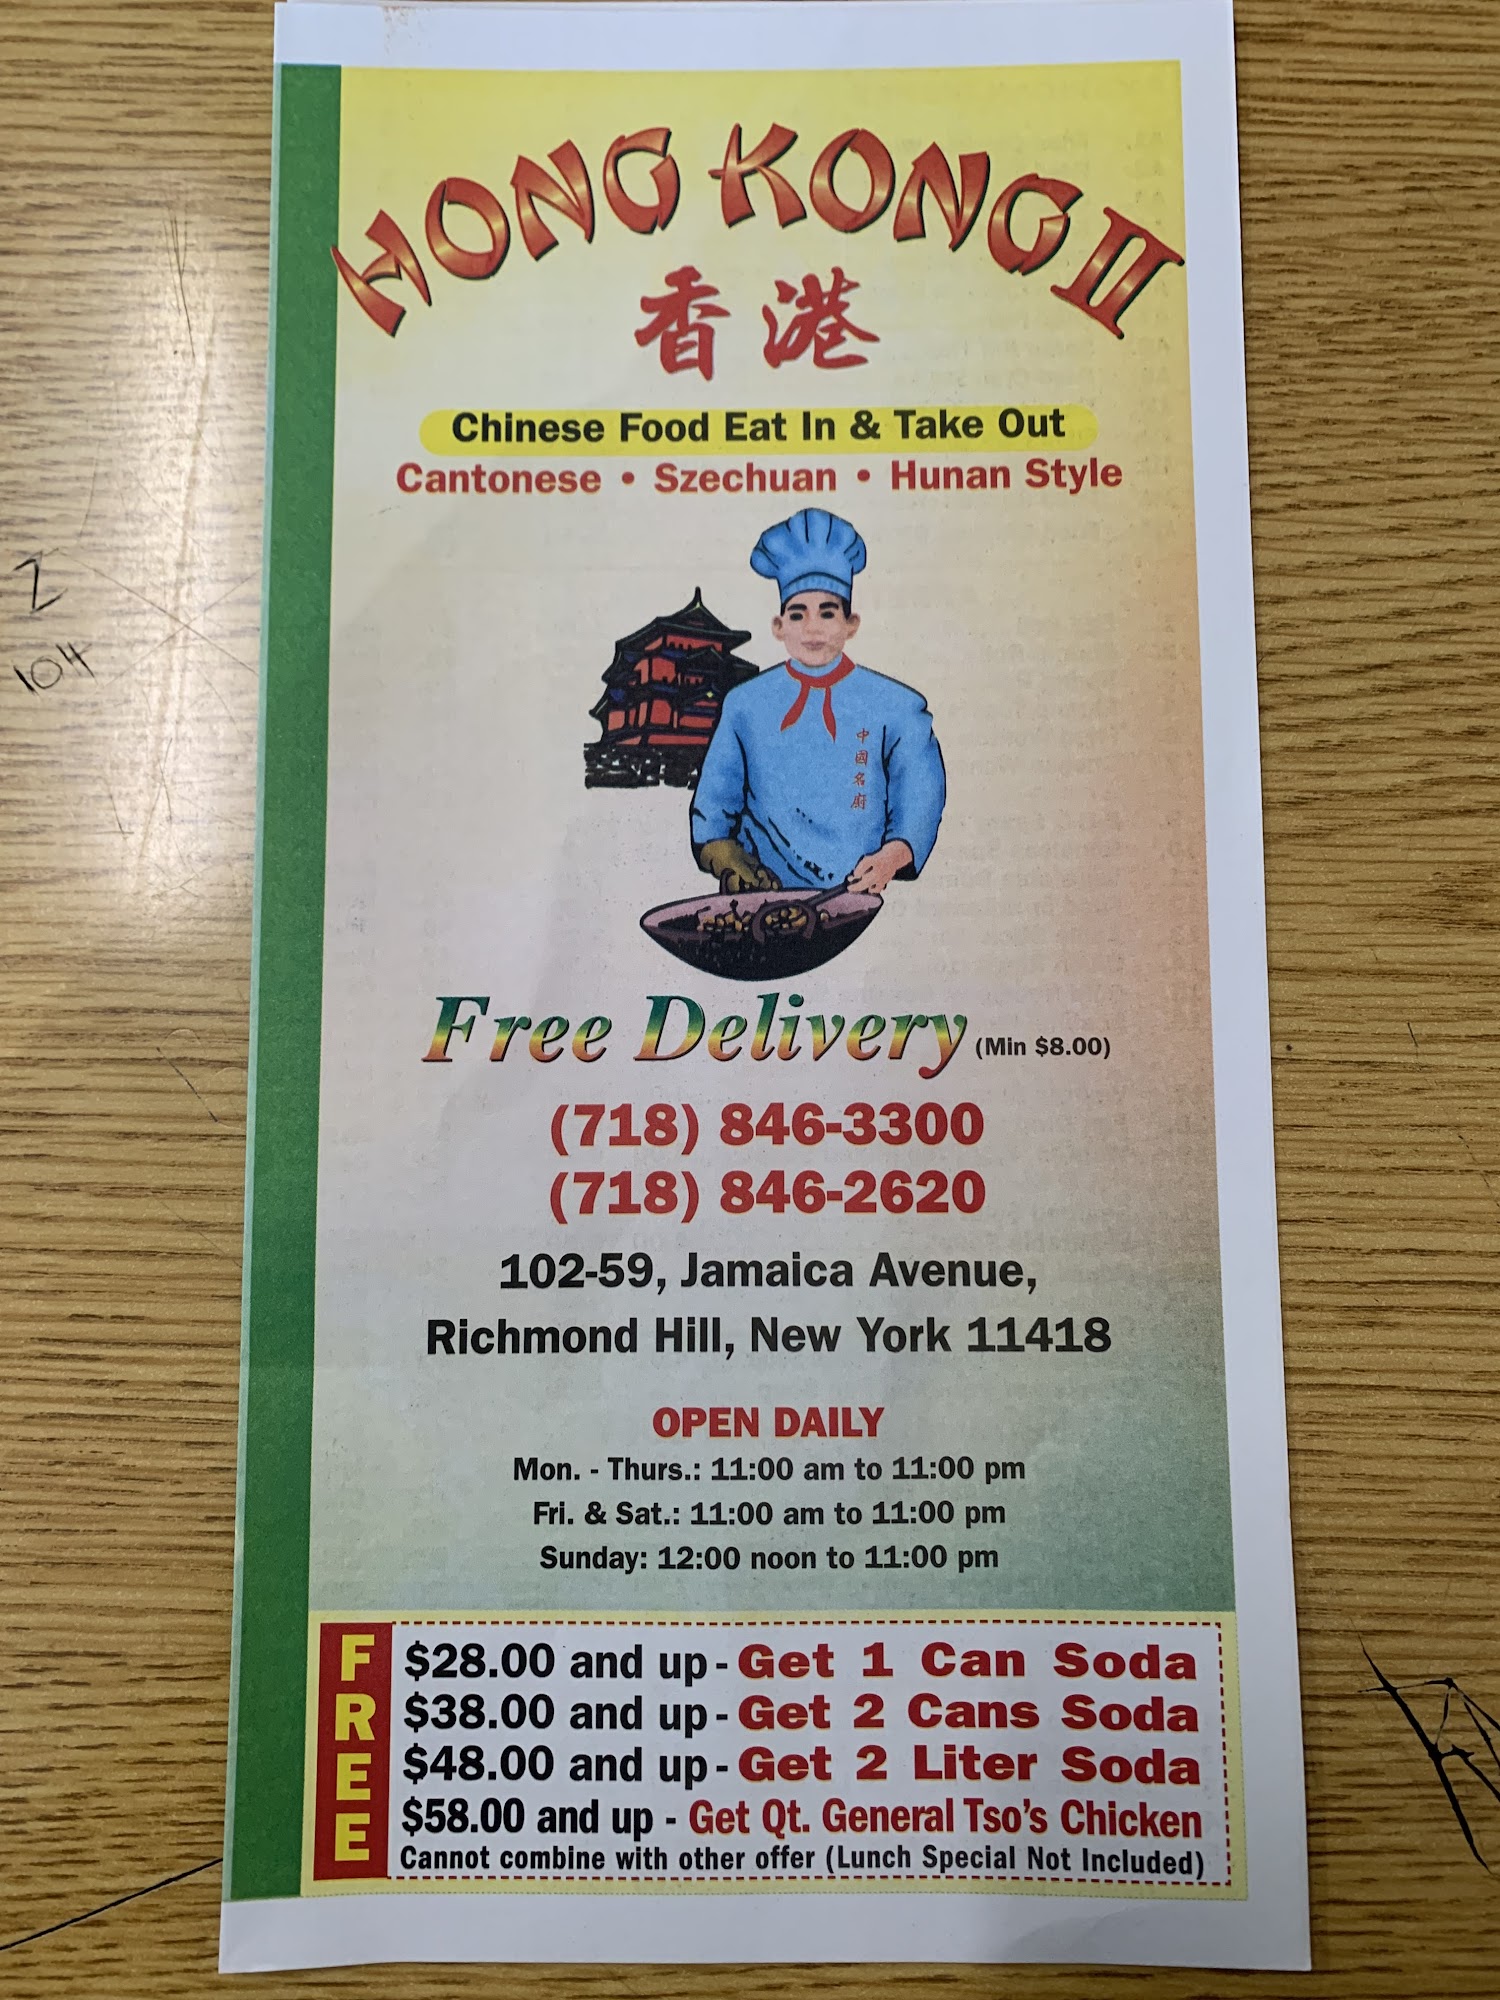 HONG KONG II
香港
Chinese Food Eat In & Take Out
Cantonese • Szechuan • Hunan Style
中國名廚
Free Delivery (Min $8.00)
(718) 846-3300
(718) 846-2620
102-59, Jamaica Avenue,
Richmond Hill, New York 11418
OPEN DAILY
Mon. - Thurs.: 11:00 am to 11:00 pm
Fri. & Sat.: 11:00 am to 11:00 pm
Sunday: 12:00 noon to 11:00 pm
FREE
$28.00 and up - Get 1 Can Soda
$38.00 and up - Get 2 Cans Soda
$48.00 and up - Get 2 Liter Soda
$58.00 and up - Get Qt. General Tso's Chicken
Cannot combine with other offer (Lunch Special Not Included)